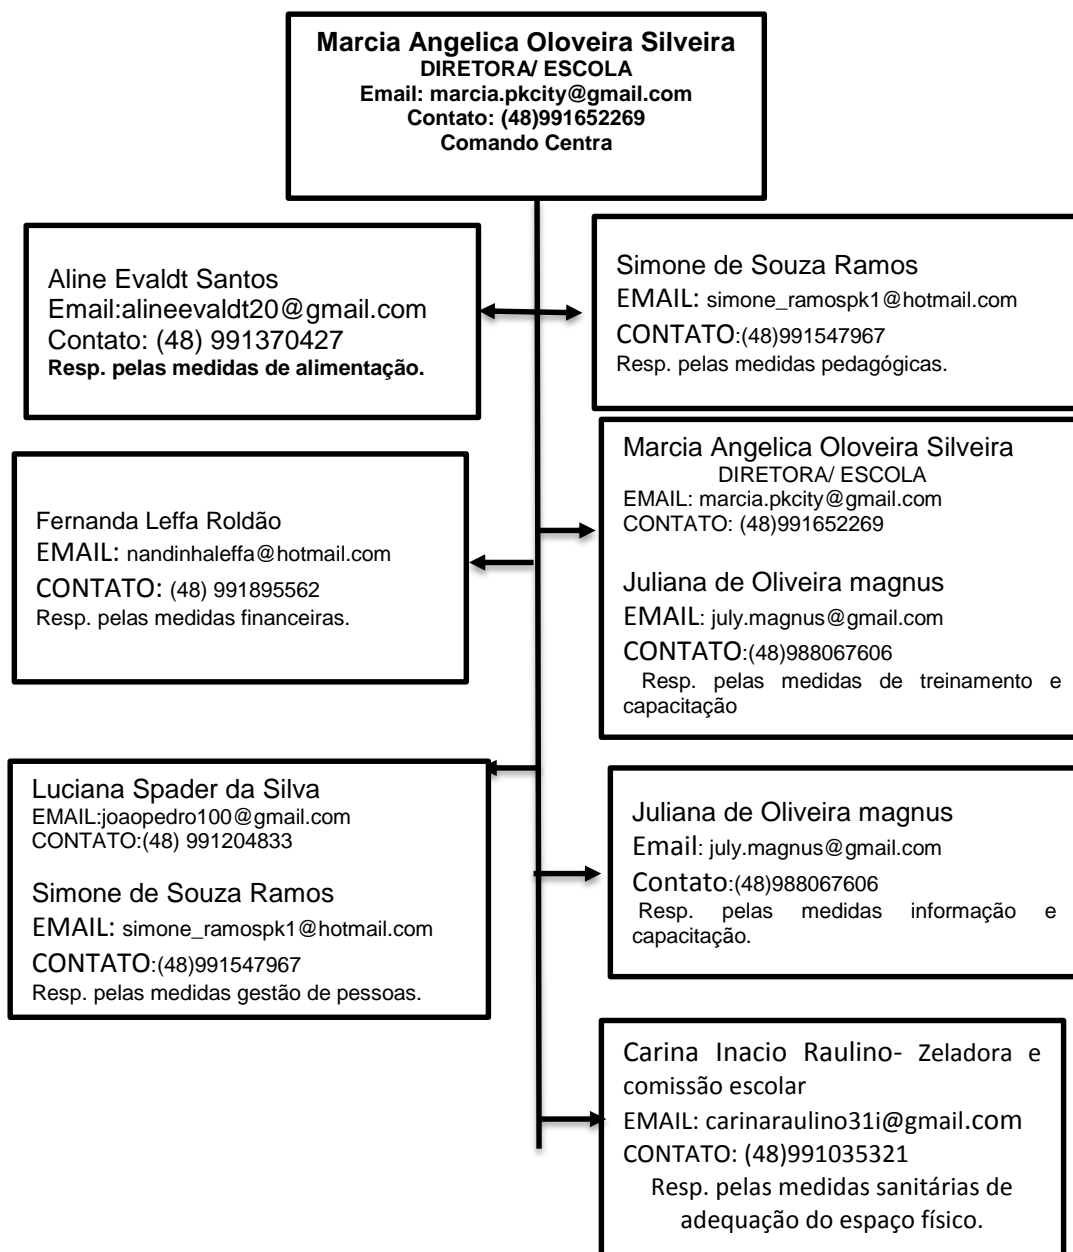 Marcia Angelica Oloveira Silveira
DIRETORA/ ESCOLA
Email: marcia.pkcity@gmail.com
Contato: (48)991652269
Comando Centra
Aline Evaldt Santos
Email:alineevaldt20@gmail.com
Contato: (48) 991370427
Resp. pelas medidas de alimentação.
Simone de Souza Ramos
EMAIL: simone_ramospk1@hotmail.com
CONTATO:(48)991547967
Resp. pelas medidas pedagógicas.
Fernanda Leffa Roldão
EMAIL: nandinhaleffa@hotmail.com
CONTATO: (48) 991895562
Resp. pelas medidas financeiras.
Marcia Angelica Oloveira Silveira
DIRETORA/ ESCOLA
EMAIL: marcia.pkcity@gmail.com
CONTATO: (48)991652269
Juliana de Oliveira magnus
EMAIL: july.magnus@gmail.com
CONTATO:(48)988067606
Resp. pelas medidas de treinamento e
capacitação
Luciana Spader da Silva
EMAIL:joaopedro100@gmail.com
CONTATO:(48) 991204833
Simone de Souza Ramos
EMAIL: simone_ramospk1@hotmail.com
CONTATO:(48)991547967
Resp. pelas medidas gestão de pessoas.
Juliana de Oliveira magnus
Email: july.magnus@gmail.com
Contato:(48)988067606
Resp. pelas medidas informação e
capacitação.
Carina Inacio Raulino- Zeladora e
comissão escolar
EMAIL: carinaraulino31i@gmail.com
CONTATO: (48)991035321
Resp. pelas medidas sanitárias de
adequação do espaço físico.